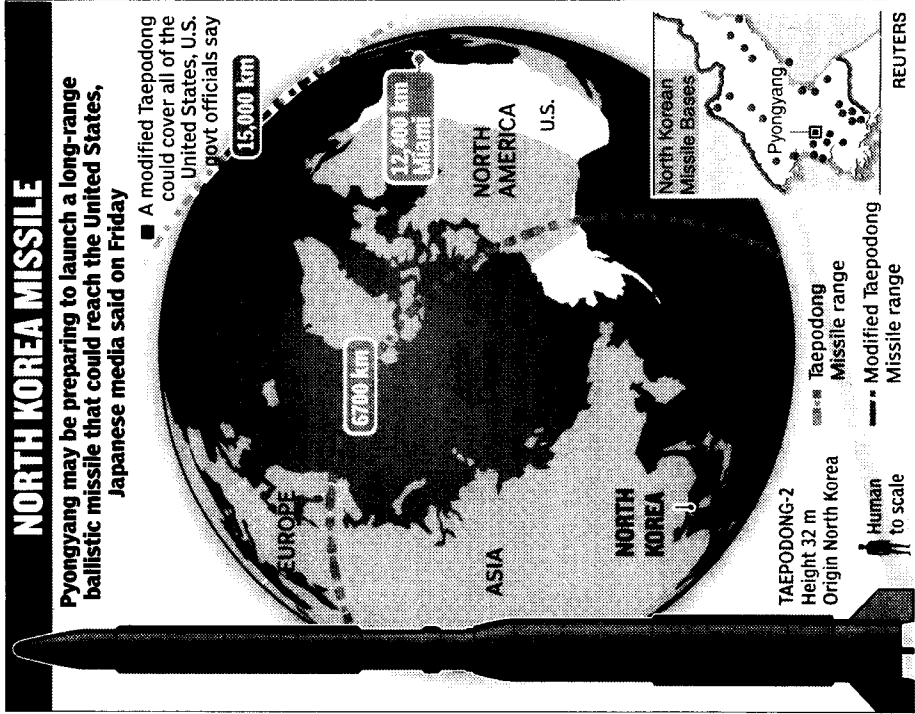 NORTH KOREA MISSILE
Pyongyang may be preparing to launch a long-range
ballistic missile that could reach the United States,
Japanese media said on Friday
■ A modified Taepodong
could cover all of the
United States, U.S.
govt officials say
15,000 km
12,400 km
Miami
6700 km
EUROPE
NORTH
AMERICA
U.S.
ASIA
NORTH
KOREA
North Korean
Missile Bases
Pyongyang
TAEPODONG-2
Height 32 m
Origin North Korea
Human
to scale
Taepodong
Missile range
Modified Taepodong
Missile range
REUTERS